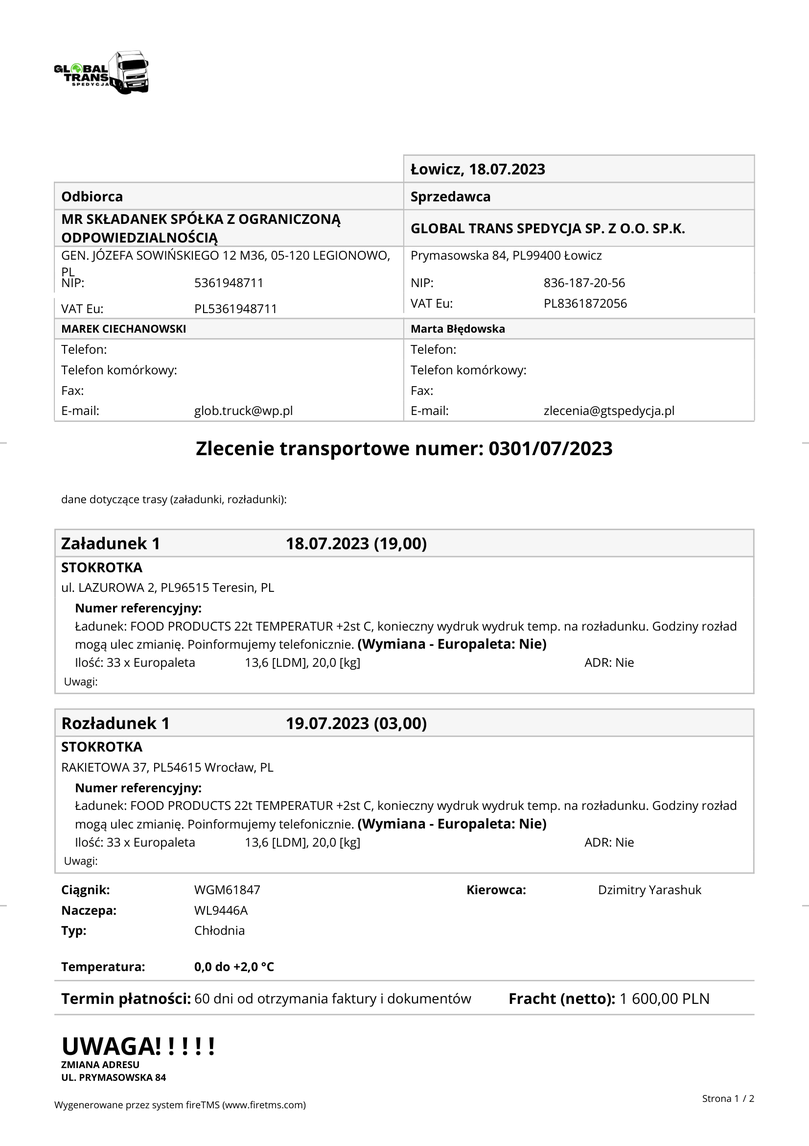 GLOBAL
TRANS
SPEDYCJA
Łowicz, 18.07.2023
Odbiorca Sprzedawca
MR SKŁADANEK SPÓŁKA Z OGRANICZONĄ
ODPOWIEDZIALNOŚCIĄ
GLOBAL TRANS SPEDYCJA SP. Z O.O. SP.K.
GEN. JÓZEFA SOWIŃSKIEGO 12 M36, 05-120 LEGIONOWO,
PL
Prymasowska 84, PL99400 Łowicz
NIP: 5361948711 NIP: 836-187-20-56
VAT Eu: PL5361948711 VAT Eu: PL8361872056
MAREK CIECHANOWSKI Marta Błędowska
Telefon: Telefon:
Telefon komórkowy: Telefon komórkowy:
Fax: Fax:
E-mail: glob.truck@wp.pl E-mail: zlecenia@gtspedycja.pl
Zlecenie transportowe numer: 0301/07/2023
dane dotyczące trasy (załadunki, rozładunki):
Załadunek 1 18.07.2023 (19,00)
STOKROTKA
ul. LAZUROWA 2, PL96515 Teresin, PL
Numer referencyjny:
Ładunek: FOOD PRODUCTS 22t TEMPERATUR +2st C, konieczny wydruk wydruk temp. na rozładunku. Godziny rozład
mogą ulec zmianię. Poinformujemy telefonicznie. (Wymiana - Europaleta: Nie)
Ilość: 33 x Europaleta 13,6 [LDM], 20,0 [kg] ADR: Nie
Uwagi:
Rozładunek 1 19.07.2023 (03,00)
STOKROTKA
RAKIETOWA 37, PL54615 Wrocław, PL
Numer referencyjny:
Ładunek: FOOD PRODUCTS 22t TEMPERATUR +2st C, konieczny wydruk wydruk temp. na rozładunku. Godziny rozład
mogą ulec zmianię. Poinformujemy telefonicznie. (Wymiana - Europaleta: Nie)
Ilość: 33 x Europaleta 13,6 [LDM], 20,0 [kg] ADR: Nie
Uwagi:
Ciągnik: WGM61847 Kierowca: Dzimitry Yarashuk
Naczepa: WL9446A
Typ: Chłodnia
Temperatura: 0,0 do +2,0 °C
Termin płatności: 60 dni od otrzymania faktury i dokumentów Fracht (netto): 1 600,00 PLN
UWAGA! ! ! ! !
ZMIANA ADRESU
UL. PRYMASOWSKA 84
Wygenerowane przez system fireTMS (www.firetms.com) Strona 1 / 2